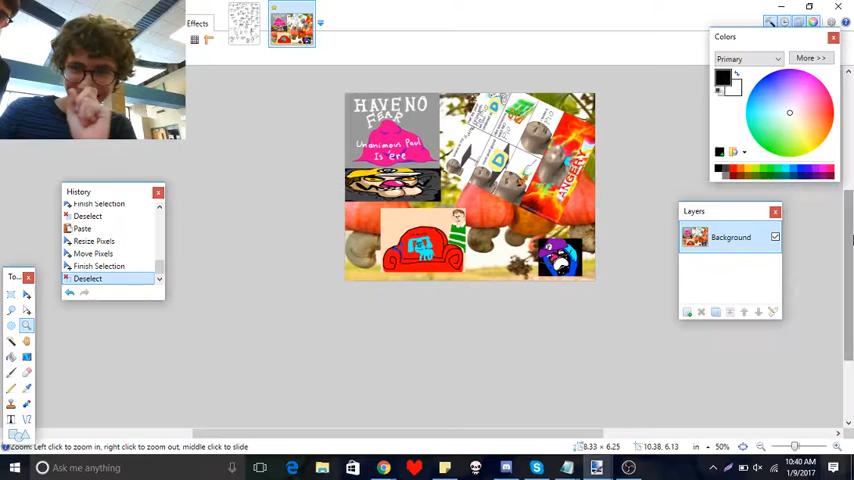 Effects
Colors
Primary
More >>
HAVE NO
FEAR
Unanimous Paul
Is 'ere
ANGERY
History
Finish Selection
Deselect
Paste
Resize Pixels
Move Pixels
Finish Selection
Deselect
Layers
Background
To...
Zoom: Left click to zoom in, right click to zoom out, middle click to slide
8.33 × 6.25
10.38, 6.13
in
50%
Ask me anything
10:40 AM
1/9/2017